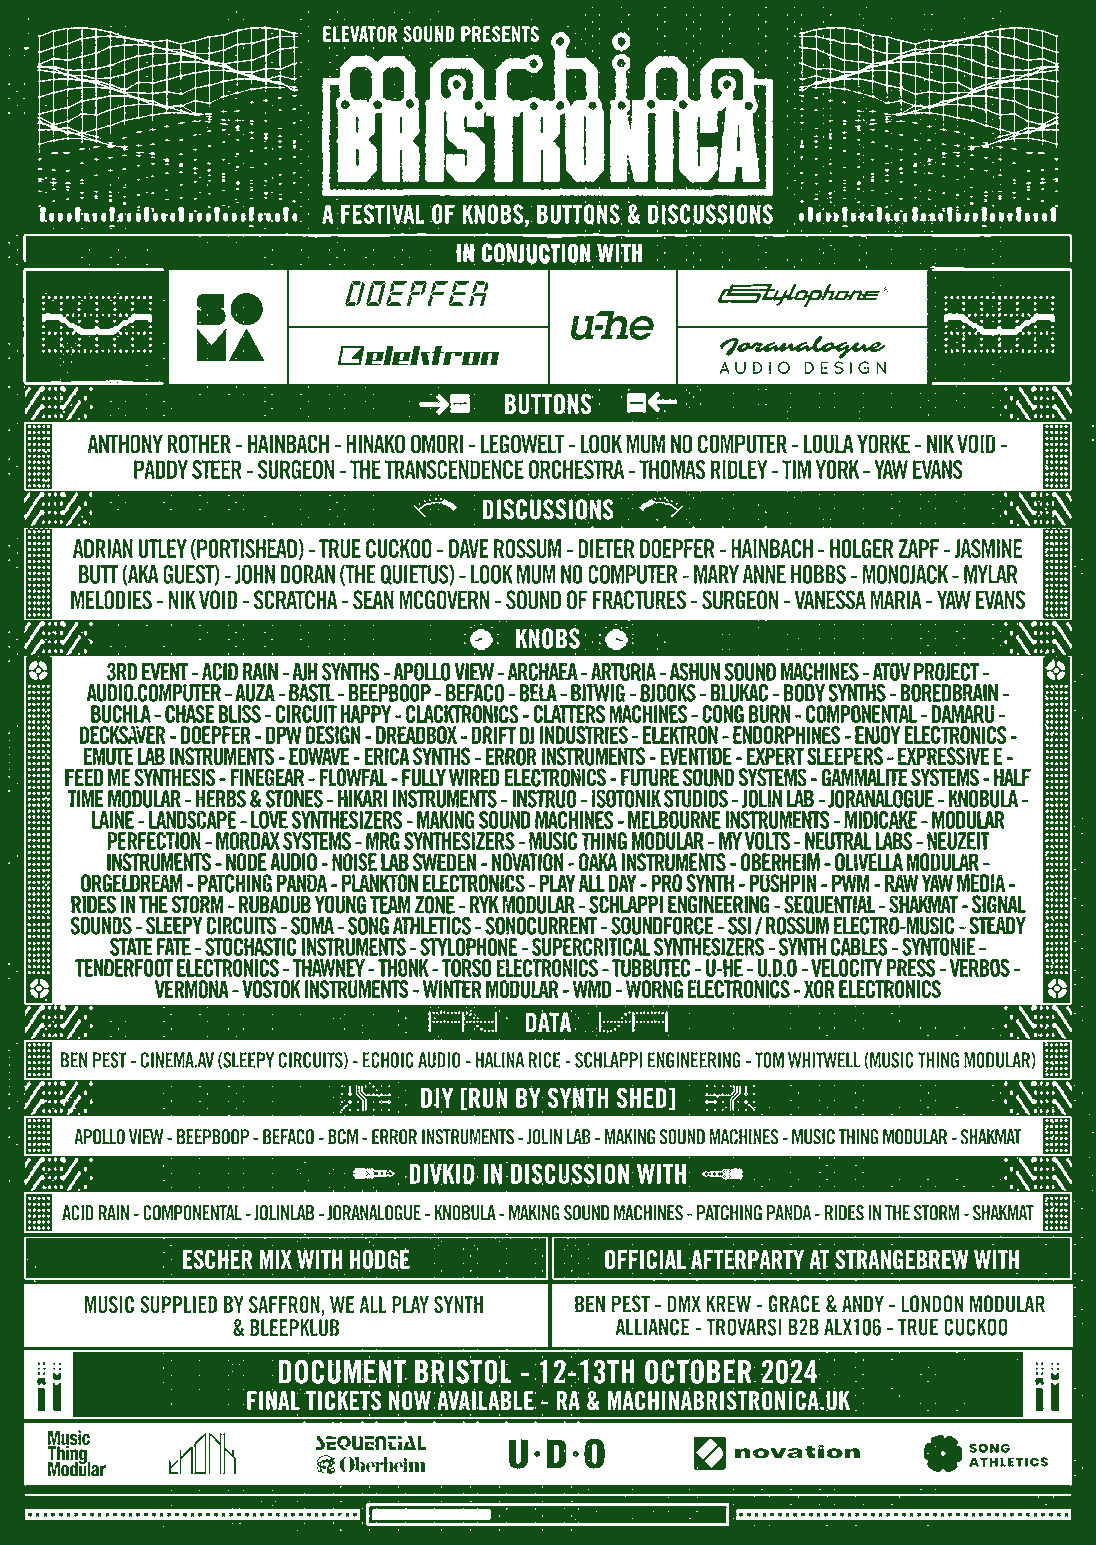 ELEVATOR SOUND PRESENTS
machina
BRISTRONICA
A FESTIVAL OF KNOBS, BUTTONS & DISCUSSIONS
IN CONJUCTION WITH
SOMA
DOEPFER
elektron
u-he
Stylophone
Joranalogue
AUDIO DESIGN
BUTTONS
ANTHONY ROTHER - HAINBACH - HINAKO OMORI - LEGOWELT - LOOK MUM NO COMPUTER - LOULA YORKE - NIK VOID -
PADDY STEER - SURGEON - THE TRANSCENDENCE ORCHESTRA - THOMAS RIDLEY - TIM YORK - YAW EVANS
DISCUSSIONS
ADRIAN UTLEY (PORTISHEAD) - TRUE CUCKOO - DAVE ROSSUM - DIETER DOEPFER - HAINBACH - HOLGER ZAPF - JASMINE
BUTT (AKA GUEST) - JOHN DORAN (THE QUIETUS) - LOOK MUM NO COMPUTER - MARY ANNE HOBBS - MONOJACK - MYLAR
MELODIES - NIK VOID - SCRATCHA - SEAN MCGOVERN - SOUND OF FRACTURES - SURGEON - VANESSA MARIA - YAW EVANS
KNOBS
3RD EVENT - ACID RAIN - AJH SYNTHS - APOLLO VIEW - ARCHAEA - ARTURIA - ASHUN SOUND MACHINES - ATOV PROJECT -
AUDIO.COMPUTER - AUZA - BASTL - BEEPBOOP - BEFACO - BELA - BITWIG - BJOOKS - BLUKAC - BODY SYNTHS - BOREDBRAIN -
BUCHLA - CHASE BLISS - CIRCUIT HAPPY - CLACKTRONICS - CLATTERS MACHINES - CONG BURN - COMPONENTAL - DAMARU -
DECKSAVER - DOEPFER - DPW DESIGN - DREADBOX - DRIFT DJ INDUSTRIES - ELEKTRON - ENDORPHINES - ENJOY ELECTRONICS -
EMUTE LAB INSTRUMENTS - EOWAVE - ERICA SYNTHS - ERROR INSTRUMENTS - EVENTIDE - EXPERT SLEEPERS - EXPRESSIVE E -
FEED ME SYNTHESIS - FINEGEAR - FLOWFAL - FULLY WIRED ELECTRONICS - FUTURE SOUND SYSTEMS - GAMMALITE SYSTEMS - HALF
TIME MODULAR - HERBS & STONES - HIKARI INSTRUMENTS - INSTRUO - ISOTONIK STUDIOS - JOLIN LAB - JORANALOGUE - KNOBULA -
LAINE - LANDSCAPE - LOVE SYNTHESIZERS - MAKING SOUND MACHINES - MELBOURNE INSTRUMENTS - MIDICAKE - MODULAR
PERFECTION - MORDAX SYSTEMS - MRG SYNTHESIZERS - MUSIC THING MODULAR - MY VOLTS - NEUTRAL LABS - NEUZEIT
INSTRUMENTS - NODE AUDIO - NOISE LAB SWEDEN - NOVATION - OAKA INSTRUMENTS - OBERHEIM - OLIVELLA MODULAR -
ORGELDREAM - PATCHING PANDA - PLANKTON ELECTRONICS - PLAY ALL DAY - PRO SYNTH - PUSHPIN - PWM - RAW YAW MEDIA -
RIDES IN THE STORM - RUBADUB YOUNG TEAM ZONE - RYK MODULAR - SCHLAPPI ENGINEERING - SEQUENTIAL - SHAKMAT - SIGNAL
SOUNDS - SLEEPY CIRCUITS - SOMA - SONG ATHLETICS - SONOCURRENT - SOUNDFORCE - SSI / ROSSUM ELECTRO-MUSIC - STEADY
STATE FATE - STOCHASTIC INSTRUMENTS - STYLOPHONE - SUPERCRITICAL SYNTHESIZERS - SYNTH CABLES - SYNTONIE -
TENDERFOOT ELECTRONICS - THAWNEY - THONK - TORSO ELECTRONICS - TUBBUTEC - U-HE - U.D.O - VELOCITY PRESS - VERBOS -
VERMONA - VOSTOK INSTRUMENTS - WINTER MODULAR - WMD - WORNG ELECTRONICS - XOR ELECTRONICS
DATA
BEN PEST - CINEMA.AV (SLEEPY CIRCUITS) - ECHOIC AUDIO - HALINA RICE - SCHLAPPI ENGINEERING - TOM WHITWELL (MUSIC THING MODULAR)
DIY [RUN BY SYNTH SHED]
APOLLO VIEW - BEEPBOOP - BEFACO - BCM - ERROR INSTRUMENTS - JOLIN LAB - MAKING SOUND MACHINES - MUSIC THING MODULAR - SHAKMAT
DIVKID IN DISCUSSION WITH
ACID RAIN - COMPONENTAL - JOLINLAB - JORANALOGUE - KNOBULA - MAKING SOUND MACHINES - PATCHING PANDA - RIDES IN THE STORM - SHAKMAT
ESCHER MIX WITH HODGE
MUSIC SUPPLIED BY SAFFRON, WE ALL PLAY SYNTH
& BLEEPKLUB
OFFICIAL AFTERPARTY AT STRANGEBREW WITH
BEN PEST - DMX KREW - GRACE & ANDY - LONDON MODULAR
ALLIANCE - TROVARSI B2B ALX106 - TRUE CUCKOO
DOCUMENT BRISTOL - 12-13TH OCTOBER 2024
FINAL TICKETS NOW AVAILABLE - RA & MACHINABRISTRONICA.UK
Music
Thing
Modular
SEQUENTIAL
Oberheim
U·D·O
novation
SONG
ATHLETICS